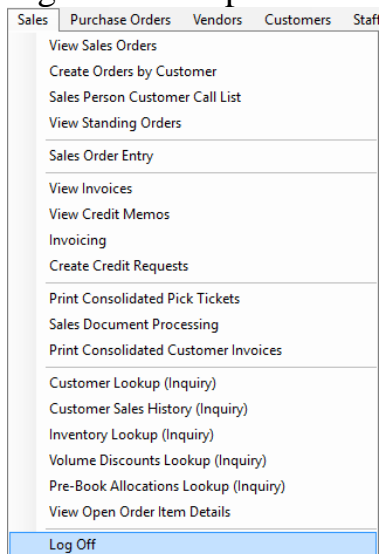 Sales Purchase Orders Vendors Customers Staff
View Sales Orders
Create Orders by Customer
Sales Person Customer Call List
View Standing Orders
Sales Order Entry
View Invoices
View Credit Memos
Invoicing
Create Credit Requests
Print Consolidated Pick Tickets
Sales Document Processing
Print Consolidated Customer Invoices
Customer Lookup (Inquiry)
Customer Sales History (Inquiry)
Inventory Lookup (Inquiry)
Volume Discounts Lookup (Inquiry)
Pre-Book Allocations Lookup (Inquiry)
View Open Order Item Details
Log Off